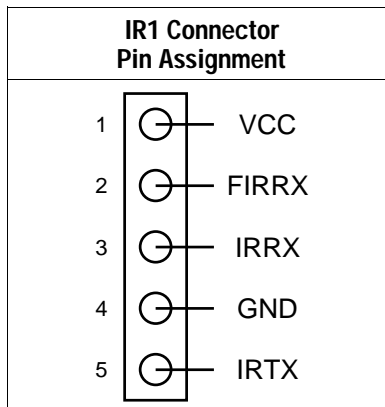 IR1 Connector
Pin Assignment
1 VCC
2 FIRRX
3 IRRX
4 GND
5 IRTX